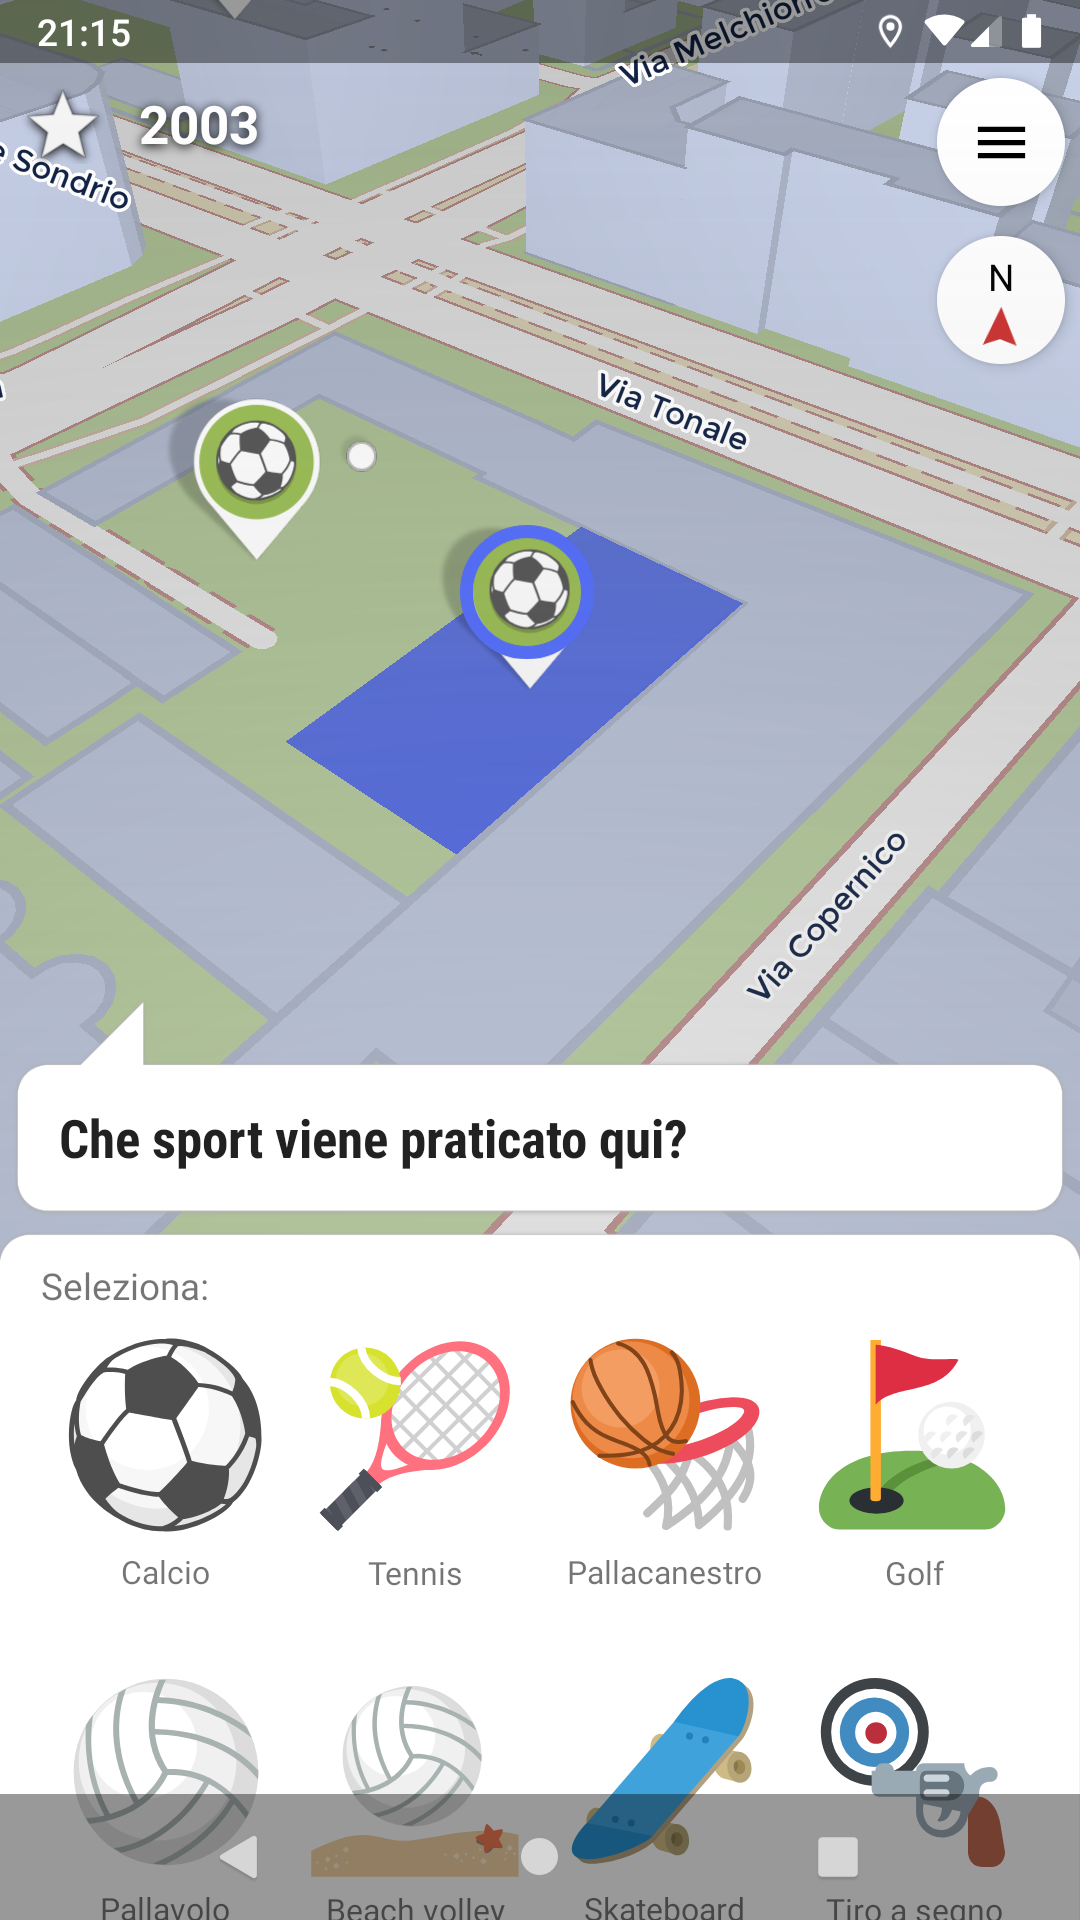 21:15
Via Melchiorre
2003
e Sondrio
N
Via Tonale
Via Copernico
Che sport viene praticato qui?
Seleziona:
Calcio
Tennis
Pallacanestro
Golf
Pallavolo
Beach volley
Skateboard
Tiro a segno